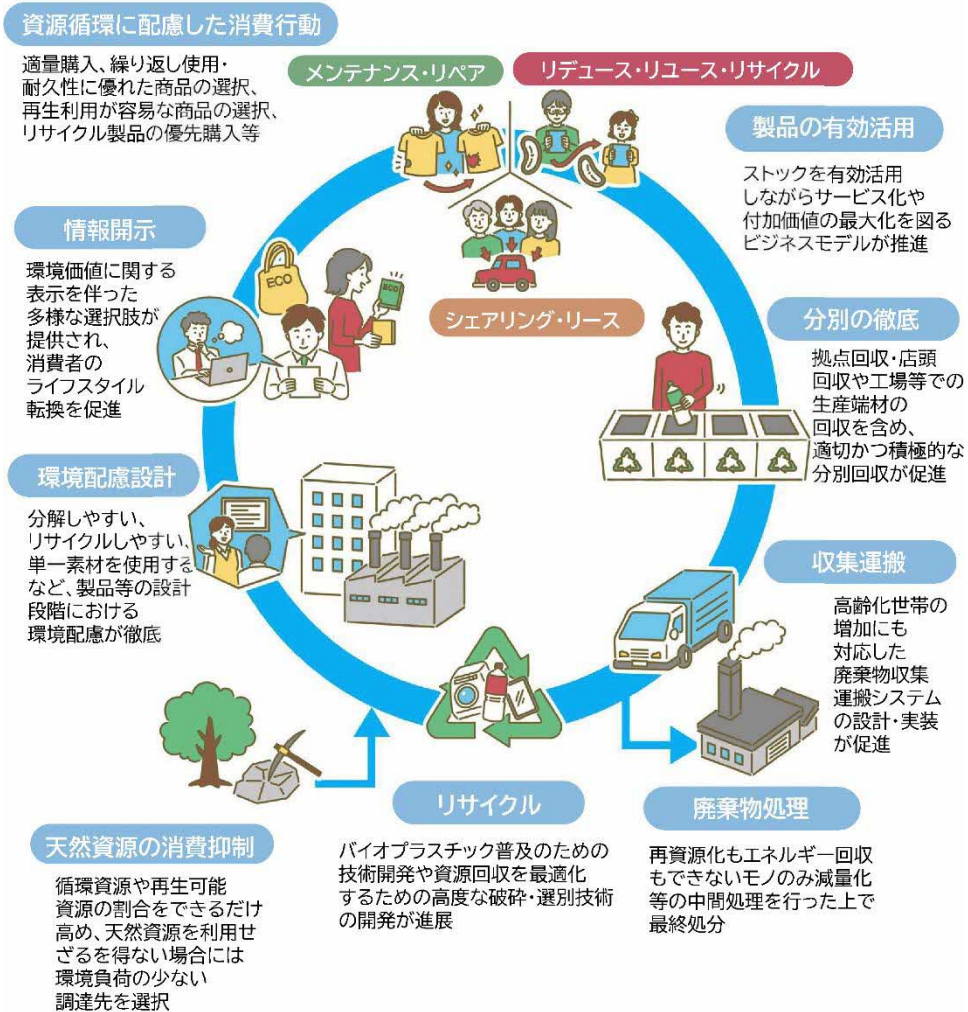 資源循環に配慮した消費行動
適量購入、繰り返し使用・
耐久性に優れた商品の選択、
再生利用が容易な商品の選択、
リサイクル製品の優先購入等
メンテナンス・リペア
リデュース・リユース・リサイクル
製品の有効活用
ストックを有効活用
しながらサービス化や
付加価値の最大化を図る
ビジネスモデルが推進
情報開示
環境価値に関する
表示を伴った
多様な選択肢が
提供され、
消費者の
ライフスタイル
転換を促進
ECO
ECO
シェアリング・リース
分別の徹底
拠点回収・店頭
回収や工場等での
生産端材の
回収を含め、
適切かつ積極的な
分別回収が促進
環境配慮設計
分解しやすい、
リサイクルしやすい、
単一素材を使用する
など、製品等の設計
段階における
環境配慮が徹底
収集運搬
高齢化世帯の
増加にも
対応した
廃棄物収集
運搬システム
の設計・実装
が促進
天然資源の消費抑制
循環資源や再生可能
資源の割合をできるだけ
高め、天然資源を利用せ
ざるを得ない場合には
環境負荷の少ない
調達先を選択
リサイクル
バイオプラスチック普及のための
技術開発や資源回収を最適化
するための高度な破砕・選別技術
の開発が進展
廃棄物処理
再資源化もエネルギー回収
もできないモノのみ減量化
等の中間処理を行った上で
最終処分